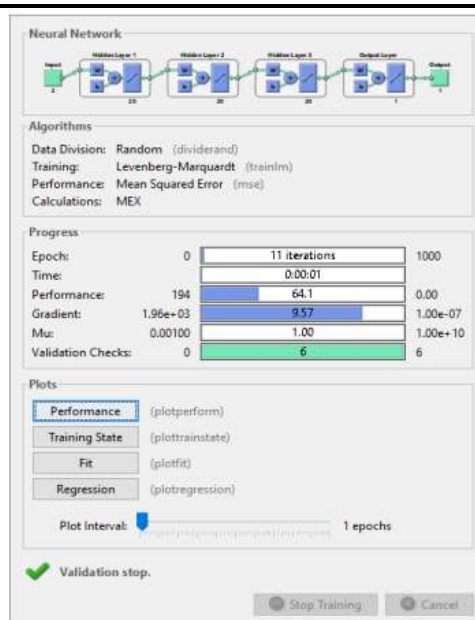 Neural Network
Hidden Layer 1 Hidden Layer 2 Hidden Layer 3 Output Layer
Input Output
W W W W
b b b b
2 20 20 20 1 1
Algorithms
Data Division: Random (dividerand)
Training: Levenberg-Marquardt (trainlm)
Performance: Mean Squared Error (mse)
Calculations: MEX
Progress
Epoch: 0 11 iterations 1000
Time: 0:00:01
Performance: 194 64.1 0.00
Gradient: 1.96e+03 9.57 1.00e-07
Mu: 0.00100 1.00 1.00e+10
Validation Checks: 0 6 6
Plots
Performance (plotperform)
Training State (plottrainstate)
Fit (plotfit)
Regression (plotregression)
Plot Interval: 1 epochs
Validation stop.
Stop Training Cancel